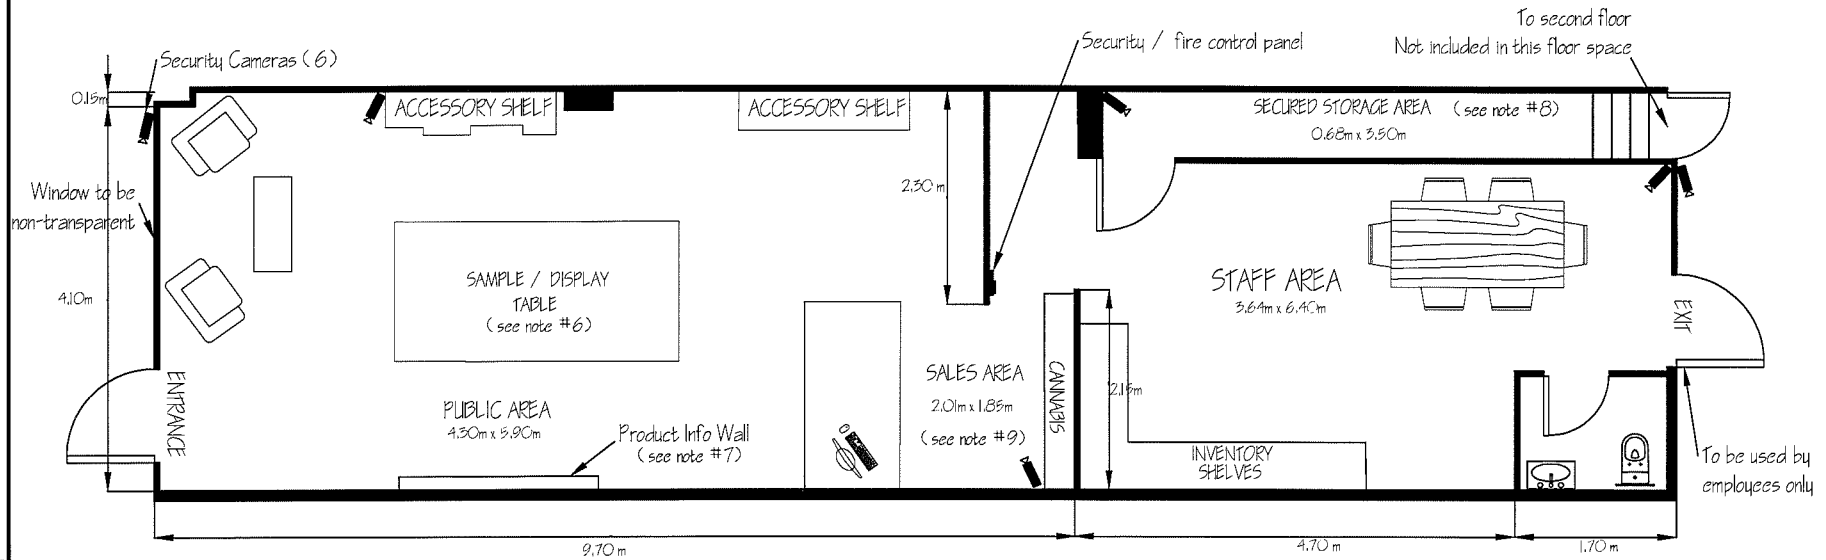 To second floor
Not included in this floor space
Security / fire control panel
Security Cameras (6)
0.15m
ACCESSORY SHELF
ACCESSORY SHELF
SECURED STORAGE AREA (see note #8)
0.68m x 3.50m
Window to be
non-transparent
2.30 m
SAMPLE / DISPLAY
TABLE
(see note #6)
STAFF AREA
3.64m x 6.40m
4.10m
EXIT
ENTRANCE
SALES AREA
2.01m x 1.85m
(see note #9)
CANNABIS
2.15m
PUBLIC AREA
4.30m x 5.90m
Product Info Wall
(see note #7)
INVENTORY
SHELVES
To be used by
employees only
9.70 m
4.70 m
1.70 m